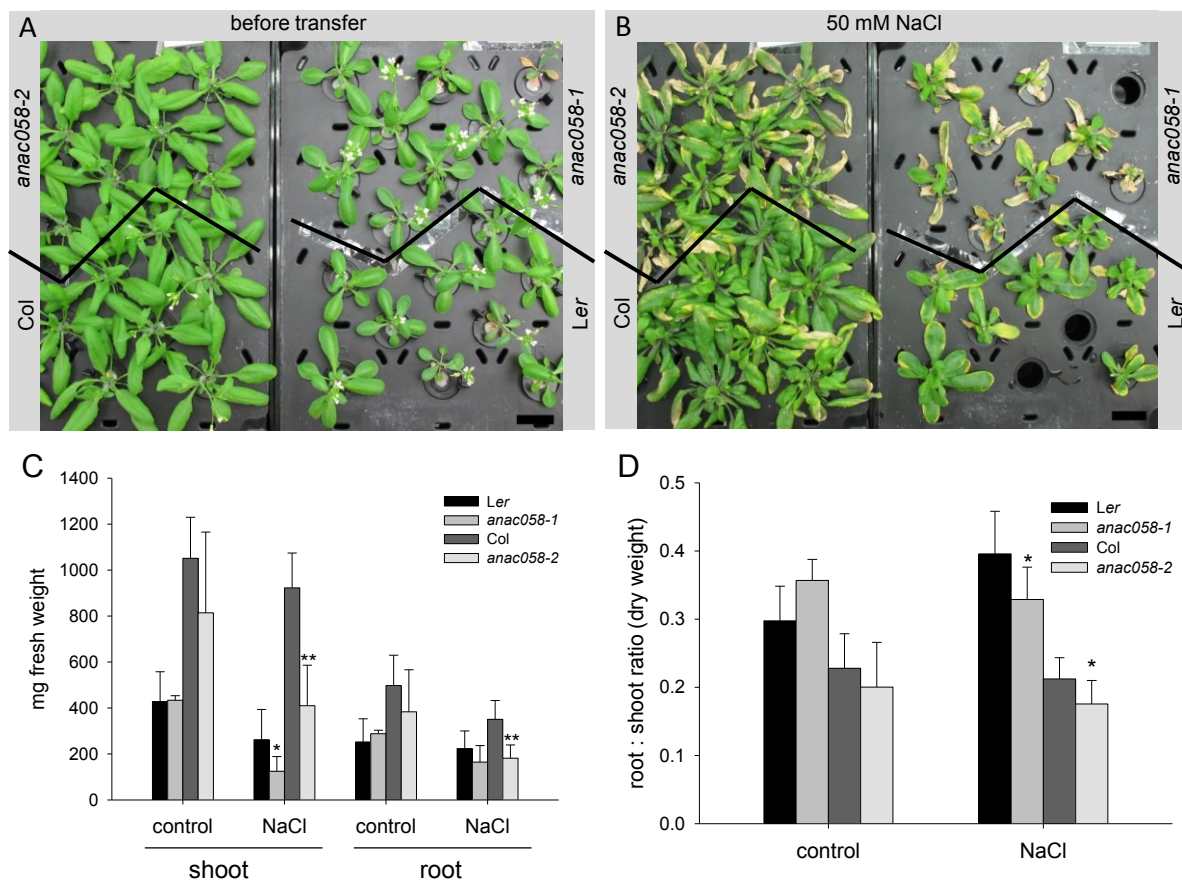 A
before transfer
anac058-2
Col
anac058-1
Ler
B
50 mM NaCl
anac058-2
Col
anac058-1
Ler
C
mg fresh weight
1400
1200
1000
800
600
400
200
0
Ler
anac058-1
Col
anac058-2
*
**
**
control
NaCl
control
NaCl
shoot
root
D
root : shoot ratio (dry weight)
0.5
0.4
0.3
0.2
0.1
0.0
Ler
anac058-1
Col
anac058-2
*
*
control
NaCl